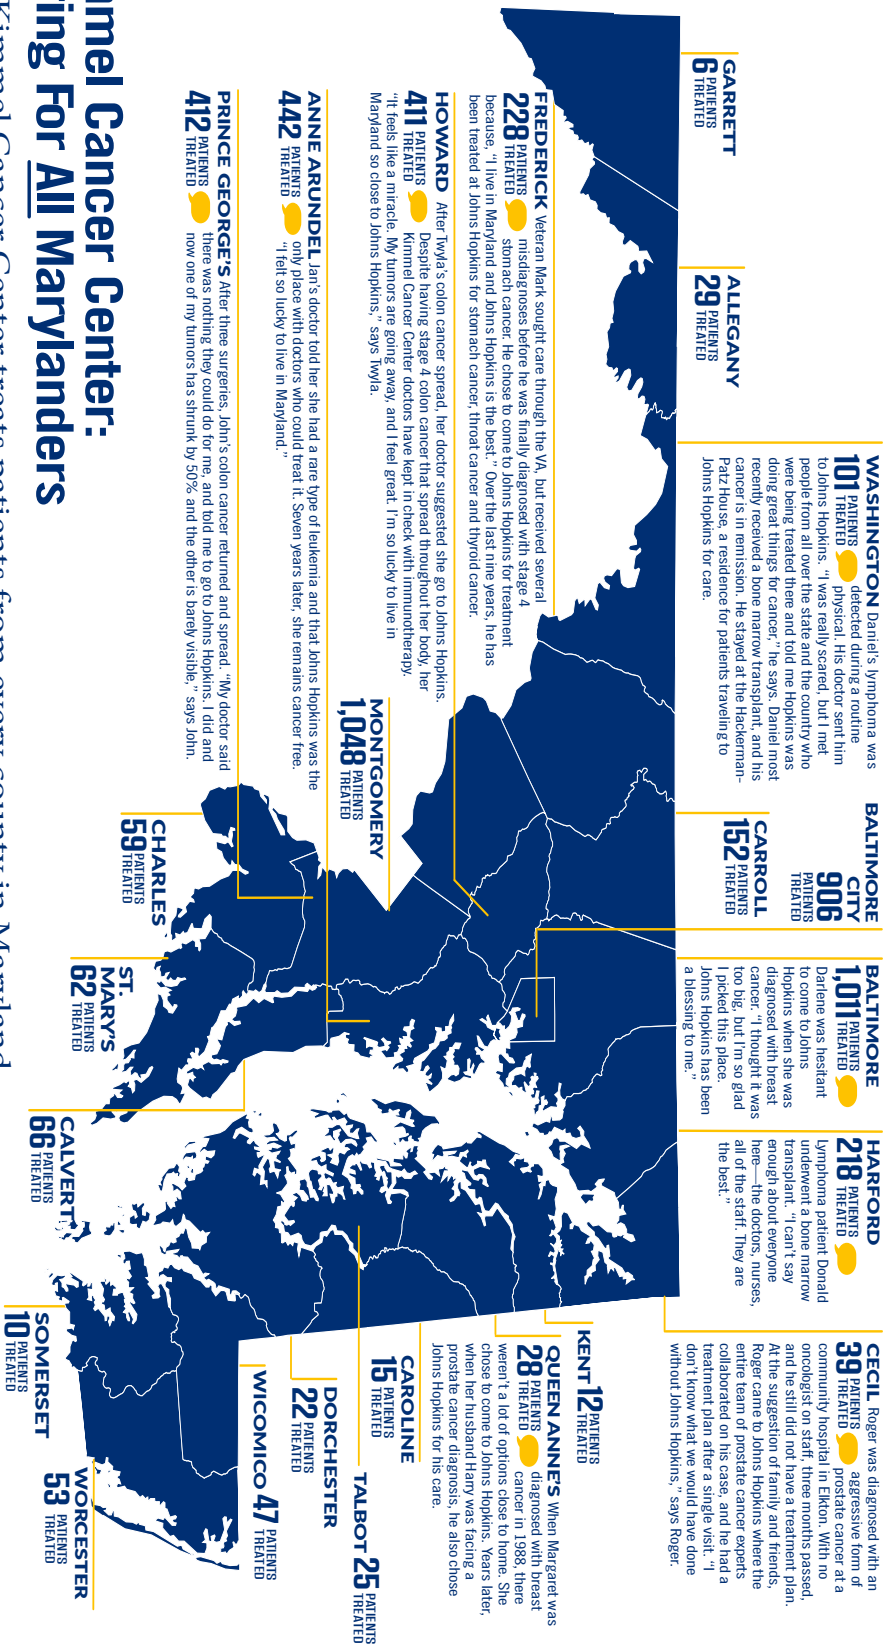 mmel Cancer Center:
ing For All Marylanders
Kimmel Cancer Center treats patients from every county in Maryland
GARRETT
6 PATIENTS TREATED
ALLEGANY
29 PATIENTS TREATED
WASHINGTON Daniel's lymphoma was
101 PATIENTS TREATED detected during a routine
physical. His doctor sent him
to Johns Hopkins. “I was really scared, but I met
people from all over the state and the country who
were being treated there and told me Hopkins was
doing great things for cancer,” he says. Daniel most
recently received a bone marrow transplant, and his
cancer is in remission. He stayed at the Hackerman-
Patz House, a residence for patients traveling to
Johns Hopkins for care.
CARROLL
152 PATIENTS TREATED
BALTIMORE
CITY
906
PATIENTS
TREATED
BALTIMORE
1,011 PATIENTS TREATED
Darlene was hesitant
to come to Johns
Hopkins when she was
diagnosed with breast
cancer. “I thought it was
too big, but I'm so glad
I picked this place.
Johns Hopkins has been
a blessing to me.”
HARFORD
218 PATIENTS TREATED
Lymphoma patient Donald
underwent a bone marrow
transplant. “I can't say
enough about everyone
here—the doctors, nurses,
all of the staff. They are
the best.”
CECIL Roger was diagnosed with an
39 PATIENTS TREATED aggressive form of
prostate cancer at a
community hospital in Elkton. With no
oncologist on staff, three months passed,
and he still did not have a treatment plan.
At the suggestion of family and friends,
Roger came to Johns Hopkins where the
entire team of prostate cancer experts
collaborated on his case, and he had a
treatment plan after a single visit. “I
don't know what we would have done
without Johns Hopkins,” says Roger.
FREDERICK Veteran Mark sought care through the VA, but received several
228 PATIENTS TREATED misdiagnoses before he was finally diagnosed with stage 4
stomach cancer. He chose to come to Johns Hopkins for treatment
because, “I live in Maryland and Johns Hopkins is the best.” Over the last nine years, he has
been treated at Johns Hopkins for stomach cancer, throat cancer and thyroid cancer.
HOWARD After Twyla's colon cancer spread, her doctor suggested she go to Johns Hopkins.
411 PATIENTS TREATED Despite having stage 4 colon cancer that spread throughout her body, her
Kimmel Cancer Center doctors have kept in check with immunotherapy.
“It feels like a miracle. My tumors are going away, and I feel great. I'm so lucky to live in
Maryland so close to Johns Hopkins,” says Twyla.
ANNE ARUNDEL Jan's doctor told her she had a rare type of leukemia and that Johns Hopkins was the
442 PATIENTS TREATED only place with doctors who could treat it. Seven years later, she remains cancer free.
“I felt so lucky to live in Maryland.”
PRINCE GEORGE'S After three surgeries, John's colon cancer returned and spread. “My doctor said
412 PATIENTS TREATED there was nothing they could do for me, and told me to go to Johns Hopkins. I did and
now one of my tumors has shrunk by 50% and the other is barely visible,” says John.
MONTGOMERY
1,048 PATIENTS TREATED
CHARLES
59 PATIENTS TREATED
ST.
MARY'S
62 PATIENTS TREATED
CALVERT
66 PATIENTS TREATED
KENT 12 PATIENTS TREATED
QUEEN ANNE'S When Margaret was
28 PATIENTS TREATED diagnosed with breast
cancer in 1988, there
weren't a lot of options close to home. She
chose to come to Johns Hopkins. Years later,
when her husband Harry was facing a
prostate cancer diagnosis, he also chose
Johns Hopkins for his care.
CAROLINE
15 PATIENTS TREATED
TALBOT 25 PATIENTS TREATED
DORCHESTER
22 PATIENTS TREATED
WICOMICO 47 PATIENTS TREATED
SOMERSET
10 PATIENTS TREATED
WORCESTER
53 PATIENTS TREATED